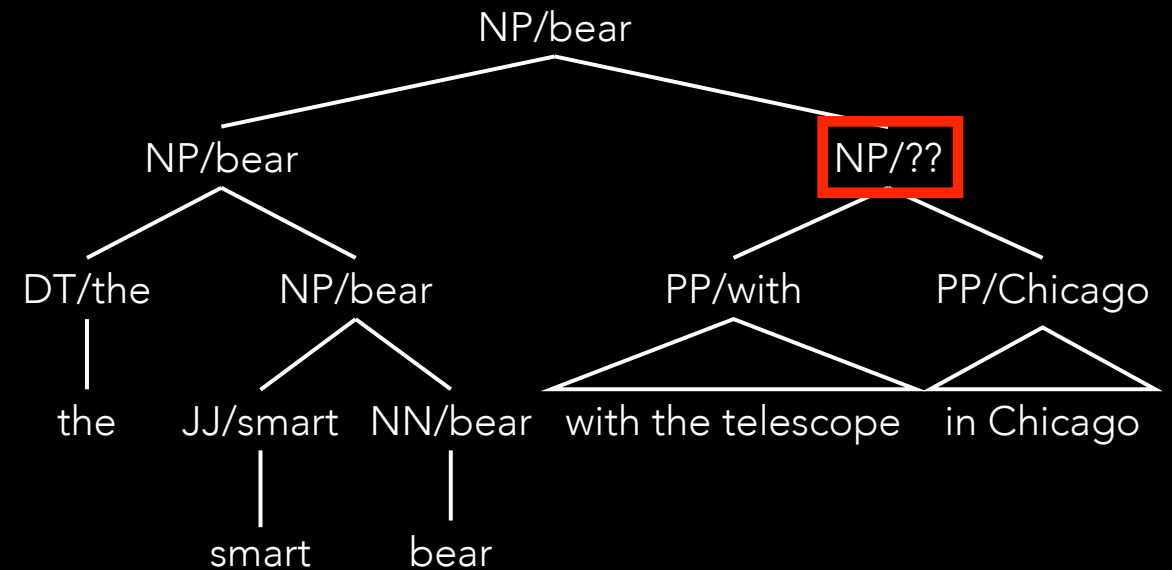 NP/bear
NP/bear NP/??
DT/the NP/bear PP/with PP/Chicago
the JJ/smart NN/bear with the telescope in Chicago
smart bear